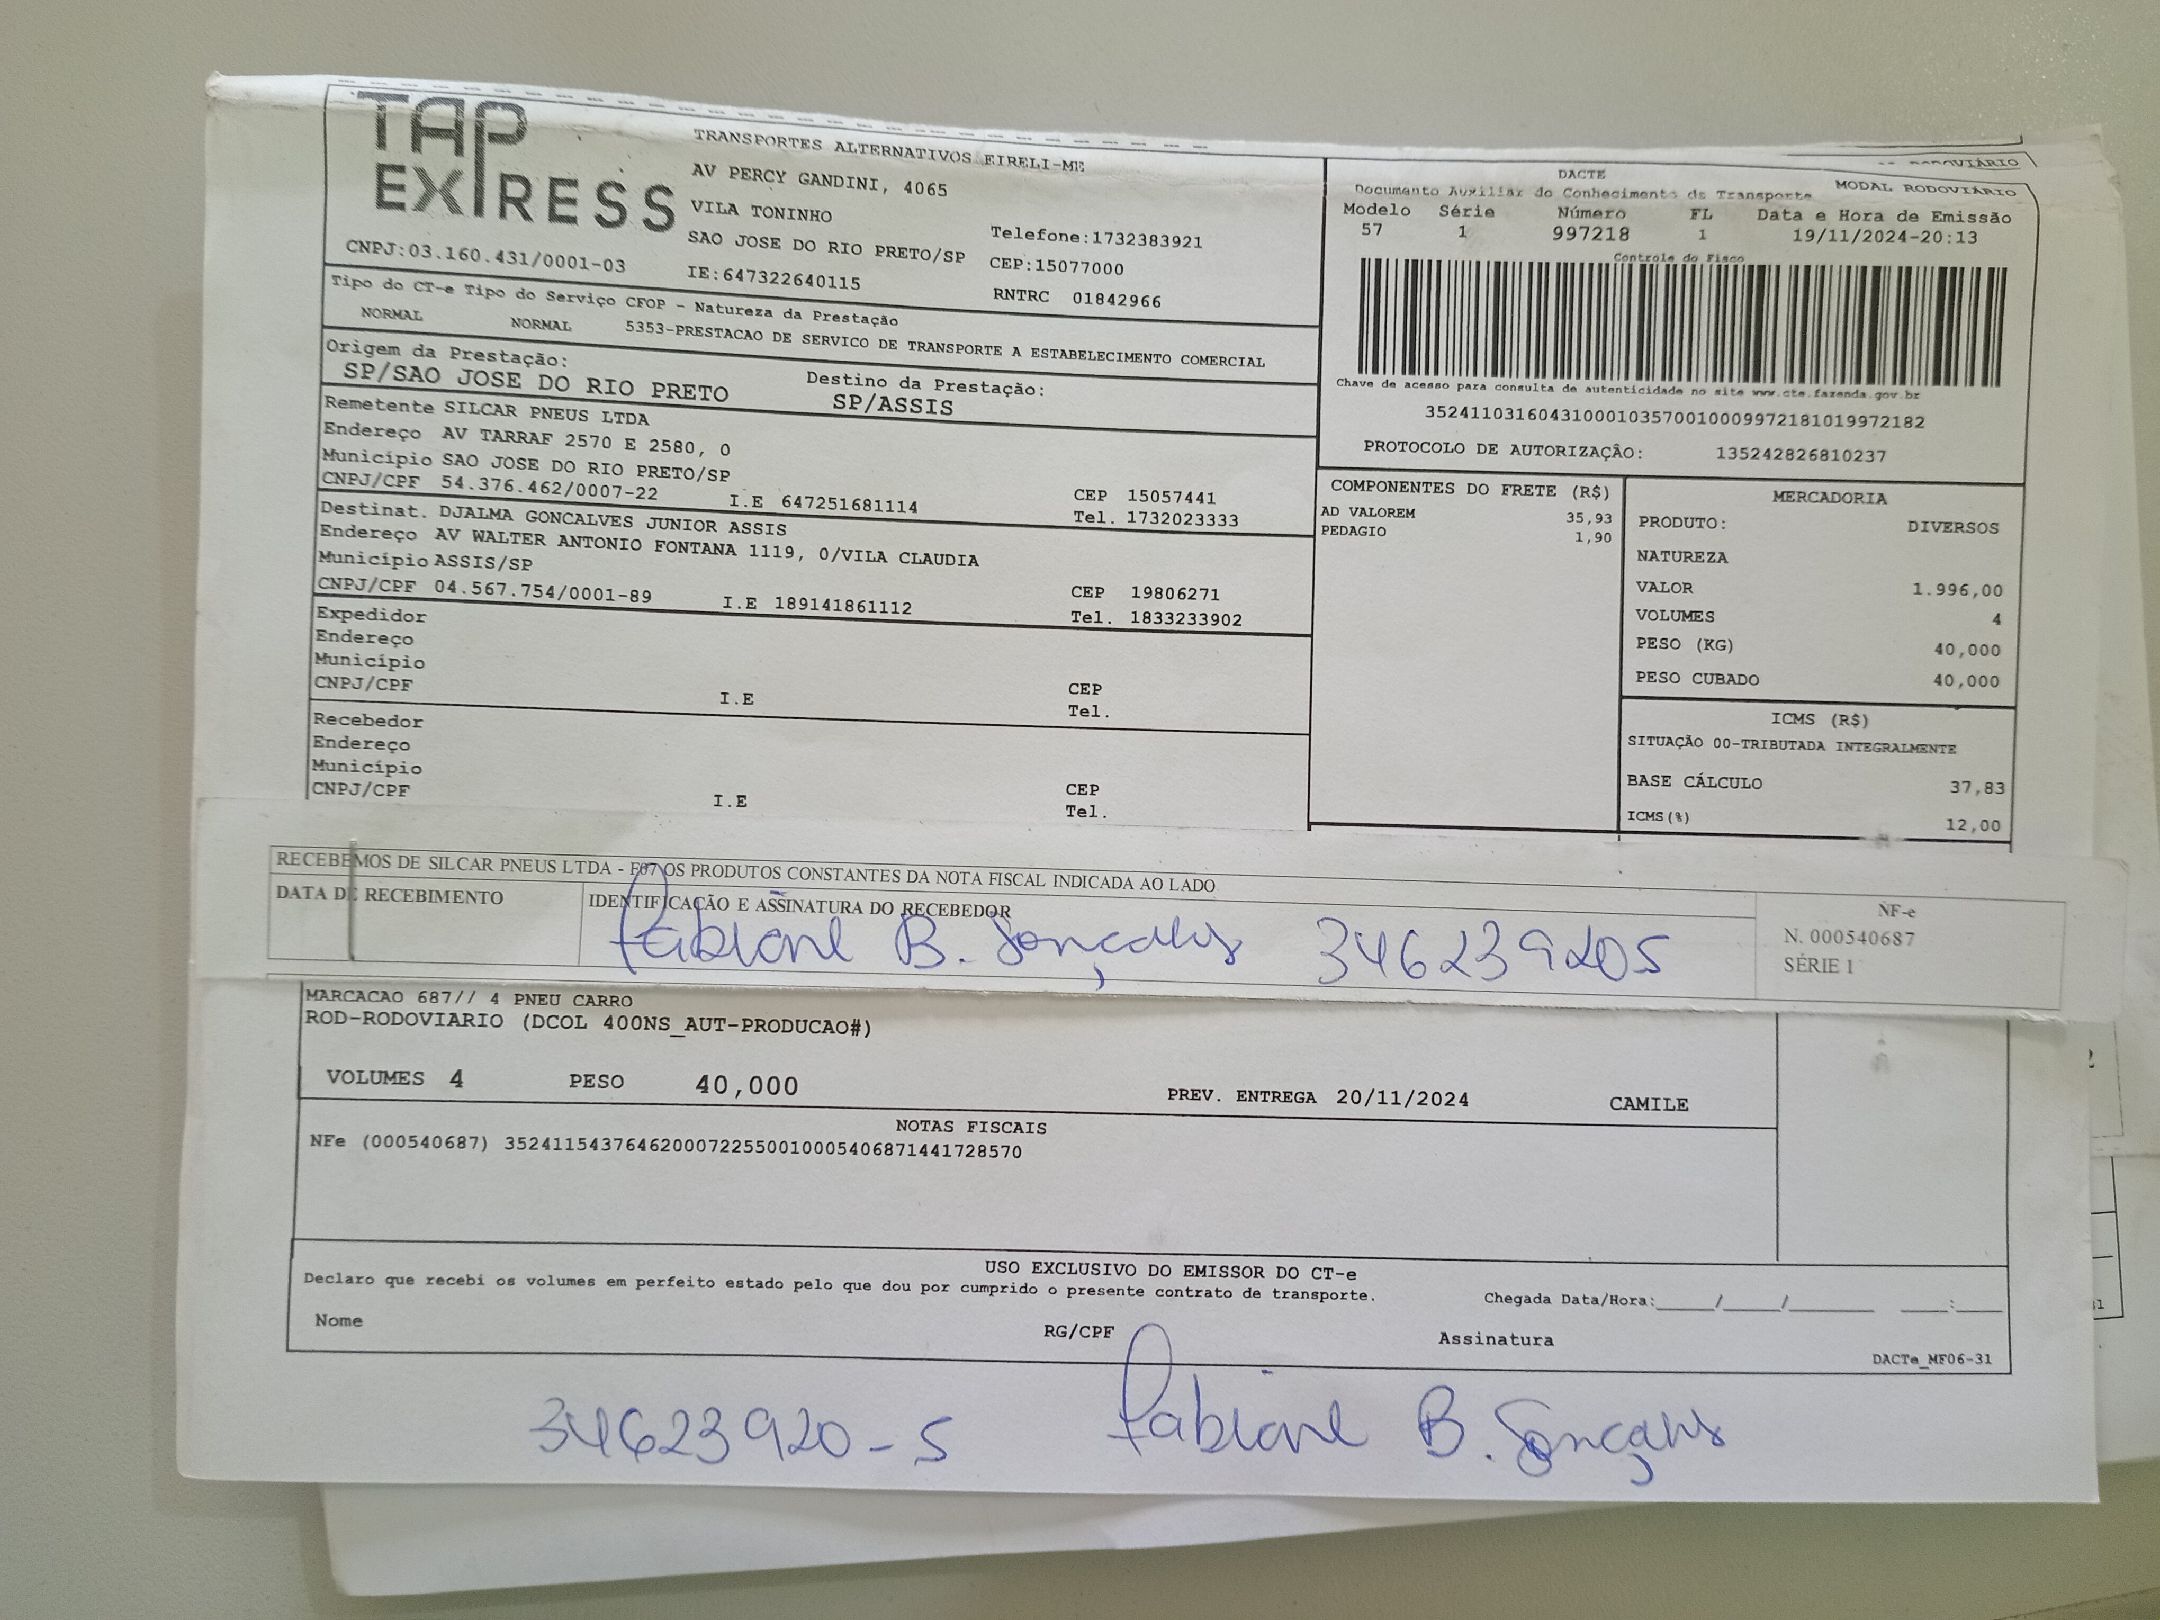 TAP
EXPRESS
TRANSPORTES ALTERNATIVOS EIRELI-ME
AV PERCY GANDINI, 4065
VILA TONINHO
SAO JOSE DO RIO PRETO/SP
Telefone:1732383921
CEP:15077000
CNPJ:03.160.431/0001-03
IE:647322640115
RNTRC 01842966
RODOVIÁRIO
DACTE
MODAL RODOVIÁRIO
Documento Auxiliar do Conhecimento de Transporte
Modelo Série Número FL Data e Hora de Emissão
57 1 997218 1 19/11/2024-20:13
Controle do Fisco
Chave de acesso para consulta de autenticidade no site www.cte.fazenda.gov.br
35241103160431000103570010009972181019972182
PROTOCOLO DE AUTORIZAÇÃO: 135242826810237
Tipo do CT-e Tipo do Serviço CFOP - Natureza da Prestação
NORMAL NORMAL 5353-PRESTACAO DE SERVICO DE TRANSPORTE A ESTABELECIMENTO COMERCIAL
Origem da Prestação: Destino da Prestação:
SP/SAO JOSE DO RIO PRETO SP/ASSIS
Remetente SILCAR PNEUS LTDA
Endereço AV TARRAF 2570 E 2580, 0
Município SAO JOSE DO RIO PRETO/SP CEP 15057441
CNPJ/CPF 54.376.462/0007-22 I.E 647251681114 Tel. 1732023333
Destinat. DJALMA GONCALVES JUNIOR ASSIS
Endereço AV WALTER ANTONIO FONTANA 1119, 0/VILA CLAUDIA
Município ASSIS/SP CEP 19806271
CNPJ/CPF 04.567.754/0001-89 I.E 189141861112 Tel. 1833233902
Expedidor
Endereço
Município CEP
CNPJ/CPF I.E Tel.
Recebedor
Endereço
Município CEP
CNPJ/CPF I.E Tel.
COMPONENTES DO FRETE (R$)
AD VALOREM 35,93
PEDAGIO 1,90
MERCADORIA
PRODUTO: DIVERSOS
NATUREZA
VALOR 1.996,00
VOLUMES 4
PESO (KG) 40,000
PESO CUBADO 40,000
ICMS (R$)
SITUAÇÃO 00-TRIBUTADA INTEGRALMENTE
BASE CÁLCULO 37,83
ICMS(%) 12,00
RECEBEMOS DE SILCAR PNEUS LTDA - F07 OS PRODUTOS CONSTANTES DA NOTA FISCAL INDICADA AO LADO
DATA DE RECEBIMENTO IDENTIFICAÇÃO E ASSINATURA DO RECEBEDOR
Fabiane B. Gonçalves 346239205
NF-e
N. 000540687
SÉRIE 1
MARCACAO 687// 4 PNEU CARRO
ROD-RODOVIARIO (DCOL 400NS_AUT-PRODUCAO#)
VOLUMES 4 PESO 40,000 PREV. ENTREGA 20/11/2024 CAMILE
NOTAS FISCAIS
NFe (000540687) 35241154376462000722550010005406871441728570
USO EXCLUSIVO DO EMISSOR DO CT-e
Declaro que recebi os volumes em perfeito estado pelo que dou por cumprido o presente contrato de transporte. Chegada Data/Hora:____/____/______ ____:____
Nome RG/CPF Assinatura
DACTe_MF06-31
34623920-5 Fabiane B. Gonçalves